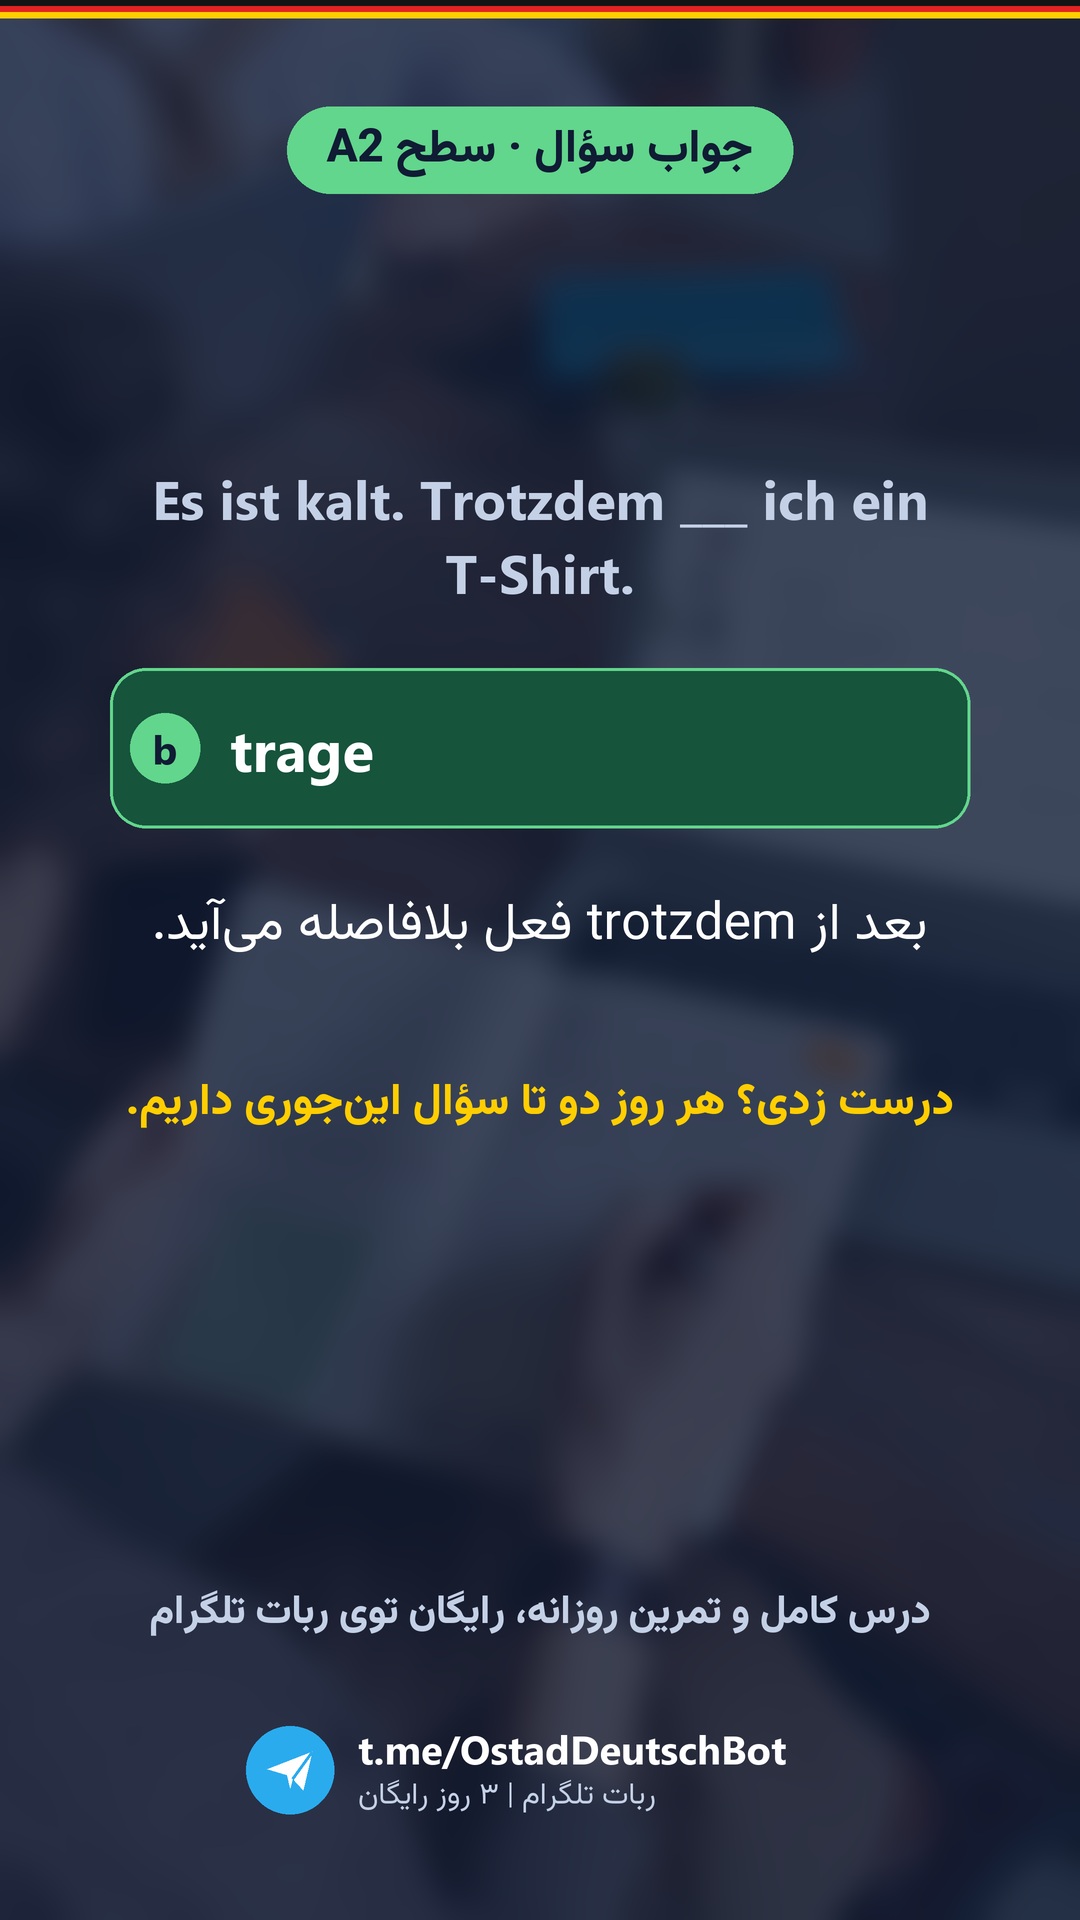 جواب سؤال · سطح A2
Es ist kalt. Trotzdem ___ ich ein
T-Shirt.
b trage
بعد از trotzdem فعل بلافاصله می‌آید.
درست زدی؟ هر روز دو تا سؤال این‌جوری داریم.
درس کامل و تمرین روزانه، رایگان توی ربات تلگرام
t.me/OstadDeutschBot
ربات تلگرام | ۳ روز رایگان